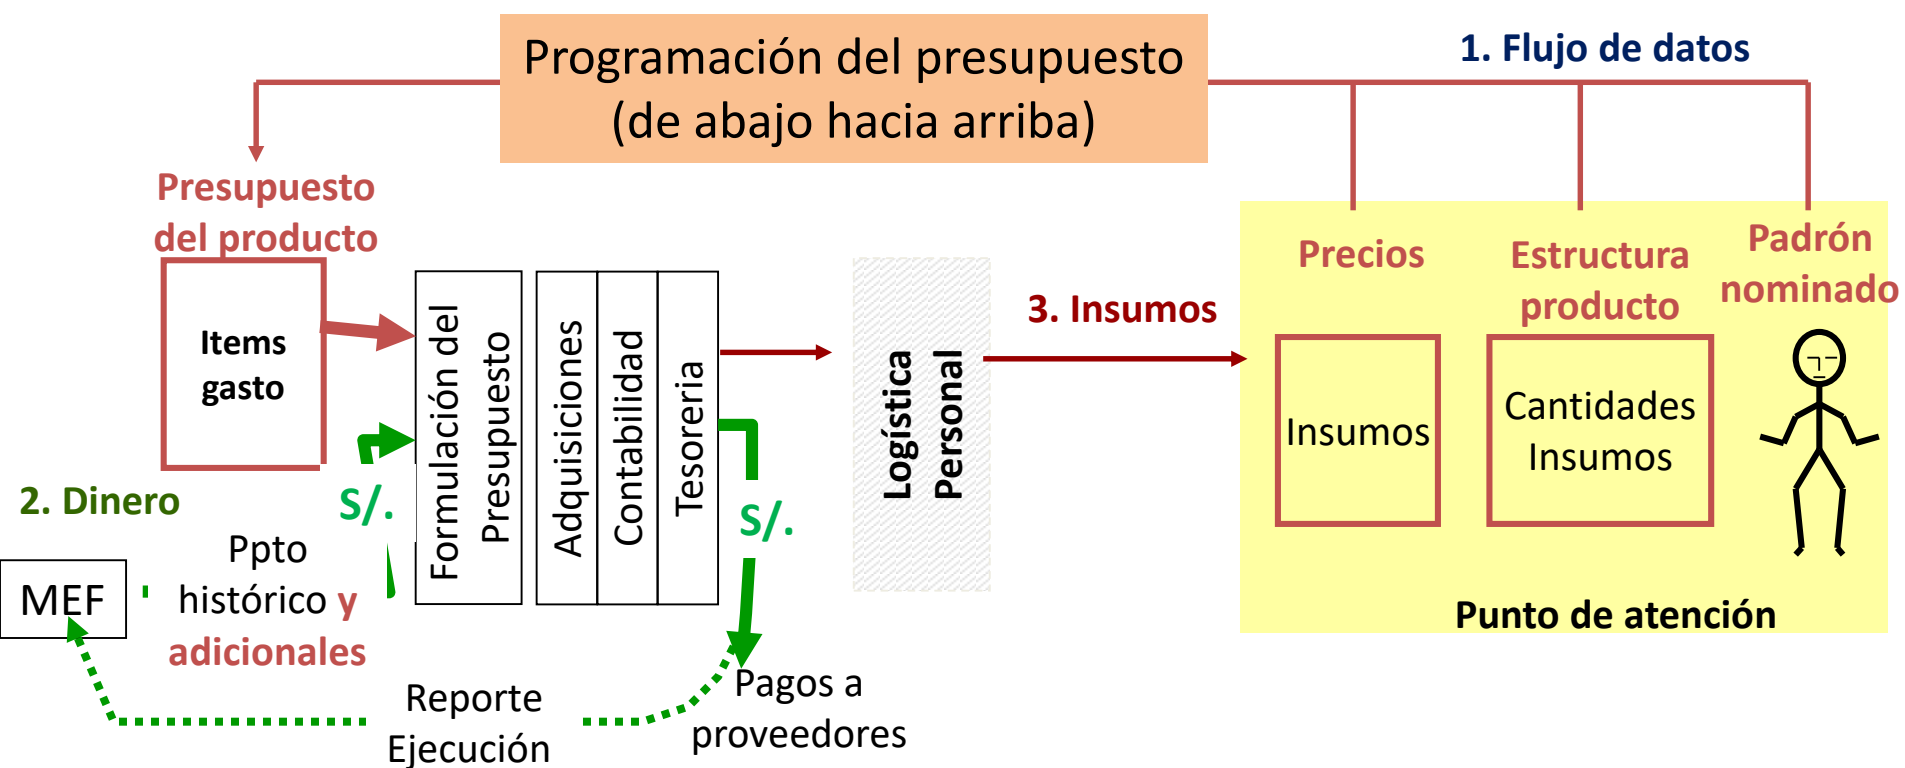 Programación del presupuesto
(de abajo hacia arriba)
1. Flujo de datos
Presupuesto
del producto
Items
gasto
Formulación del
Presupuesto
Adquisiciones
Contabilidad
Tesoreria
Logística
Personal
3. Insumos
Precios
Estructura
producto
Padrón
nominado
Insumos
Cantidades
Insumos
Punto de atención
2. Dinero
S/.
S/.
MEF
Ppto
histórico y
adicionales
Reporte
Ejecución
Pagos a
proveedores